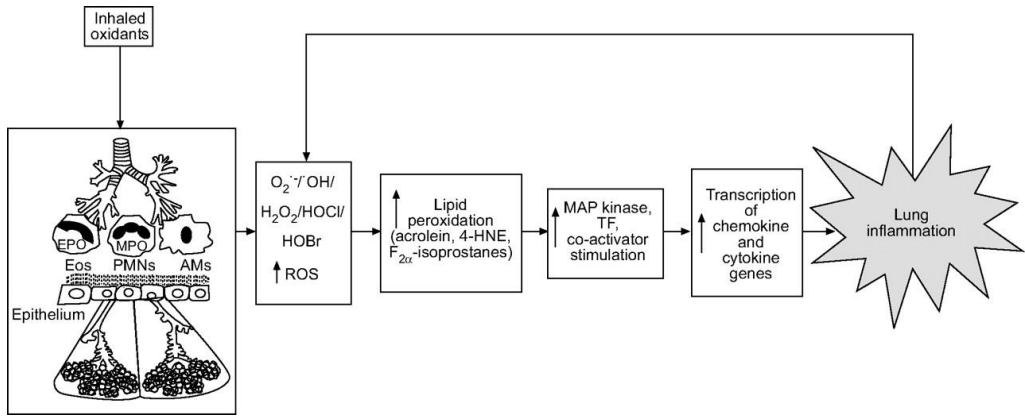 Inhaled
oxidants
EPO
MPO
Eos
PMNs
AMs
Epithelium
O₂˙⁻/˙OH/
H₂O₂/HOCl/
HOBr
↑ ROS
↑ Lipid
peroxidation
(acrolein, 4-HNE,
F₂α-isoprostanes)
↑ MAP kinase,
TF,
co-activator
stimulation
↑ Transcription
of
chemokine
and
cytokine
genes
Lung
inflammation